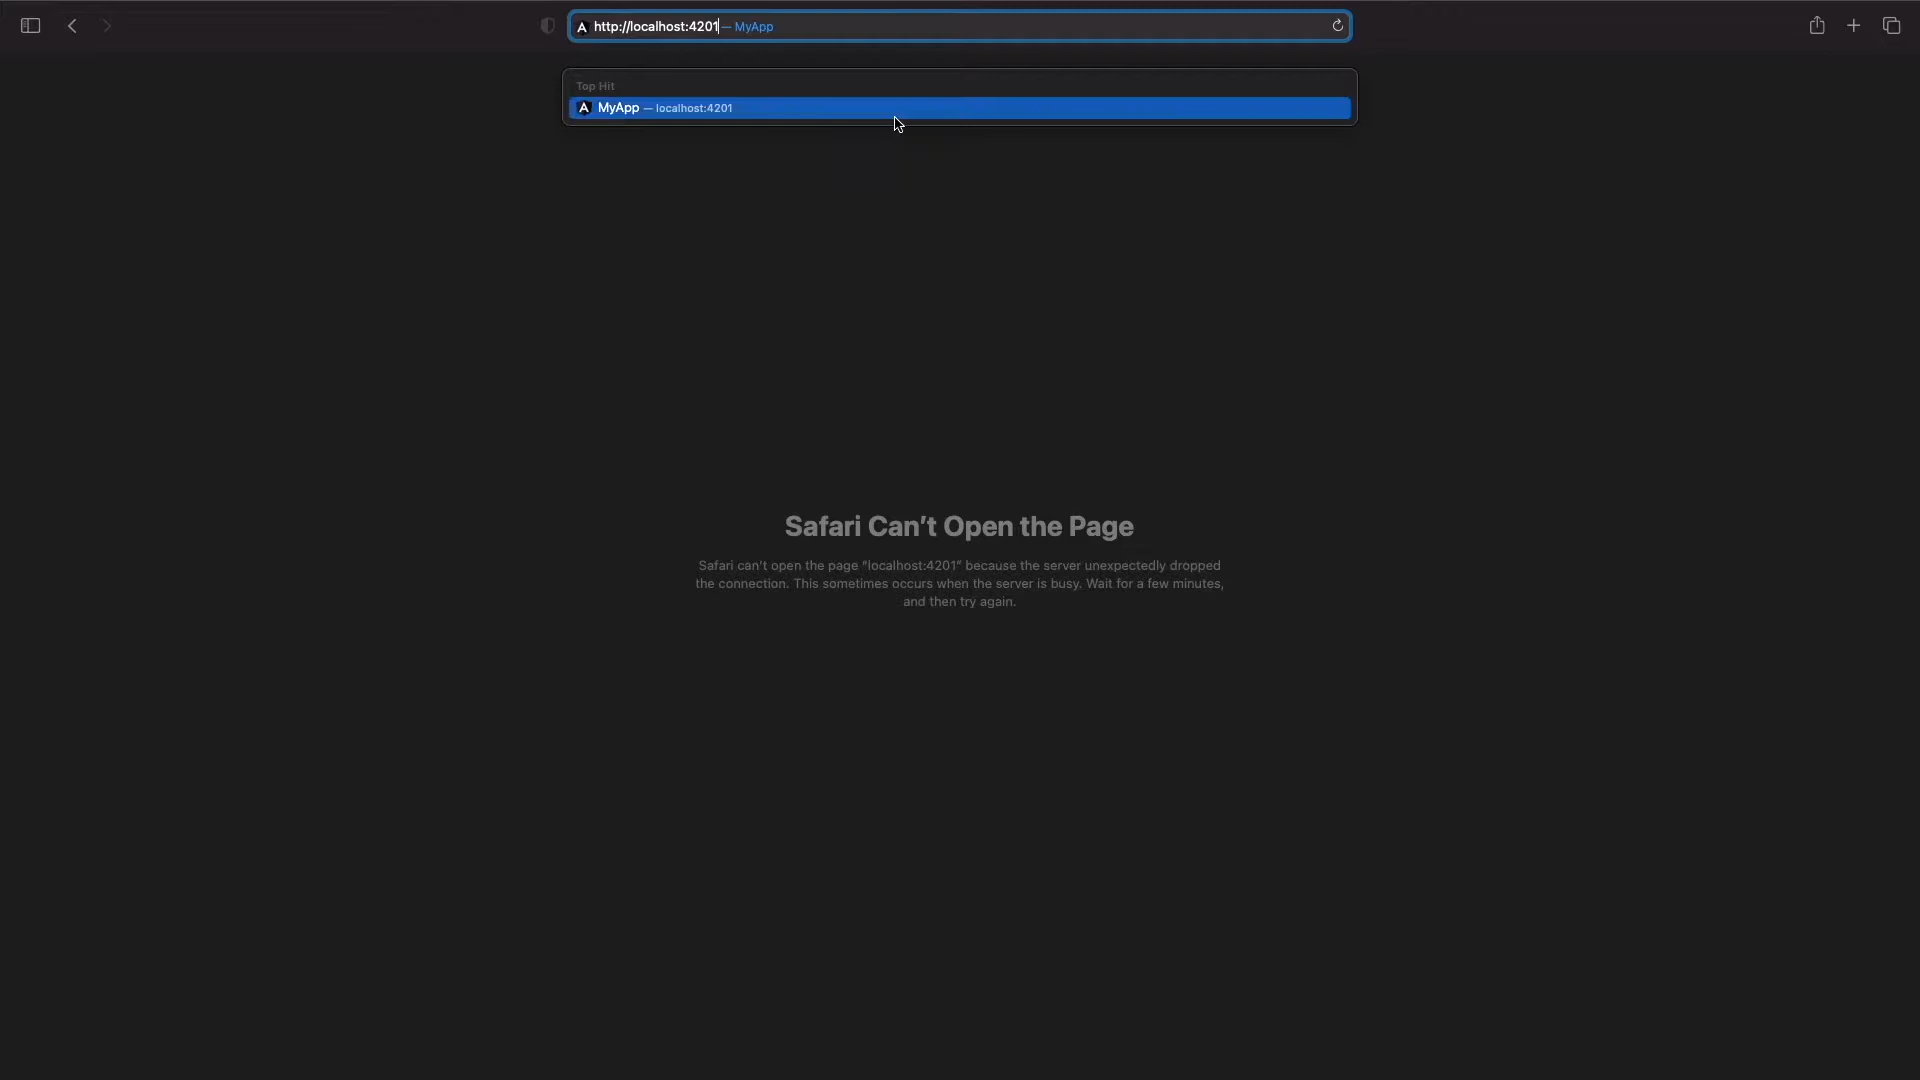 http://localhost:4201 — MyApp
Top Hit
MyApp — localhost:4201
Safari Can’t Open the Page
Safari can’t open the page “localhost:4201” because the server unexpectedly dropped
the connection. This sometimes occurs when the server is busy. Wait for a few minutes,
and then try again.